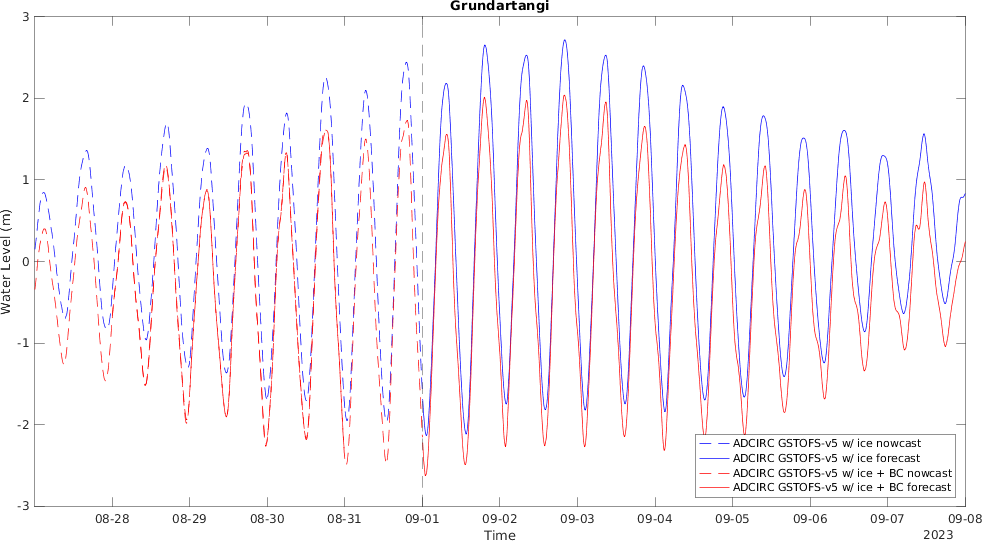 Grundartangi
3
2
1
0
-1
-2
-3
Water Level (m)
08-28 08-29 08-30 08-31 09-01 09-02 09-03 09-04 09-05 09-06 09-07 09-08
Time
2023
ADCIRC GSTOFS-v5 w/ ice nowcast
ADCIRC GSTOFS-v5 w/ ice forecast
ADCIRC GSTOFS-v5 w/ ice + BC nowcast
ADCIRC GSTOFS-v5 w/ ice + BC forecast